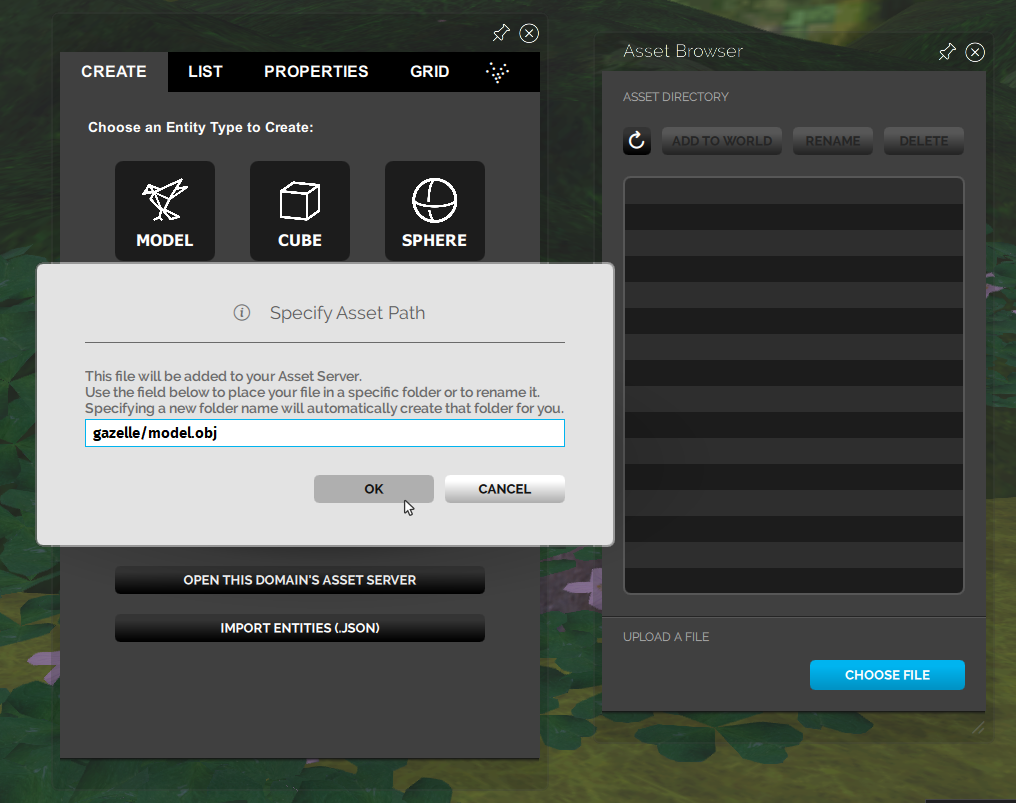 CREATE LIST PROPERTIES GRID
Choose an Entity Type to Create:
MODEL CUBE SPHERE
Specify Asset Path
This file will be added to your Asset Server.
Use the field below to place your file in a specific folder or to rename it.
Specifying a new folder name will automatically create that folder for you.
gazelle/model.obj
OK CANCEL
OPEN THIS DOMAIN'S ASSET SERVER
IMPORT ENTITIES (.JSON)
Asset Browser
ASSET DIRECTORY
ADD TO WORLD RENAME DELETE
UPLOAD A FILE
CHOOSE FILE